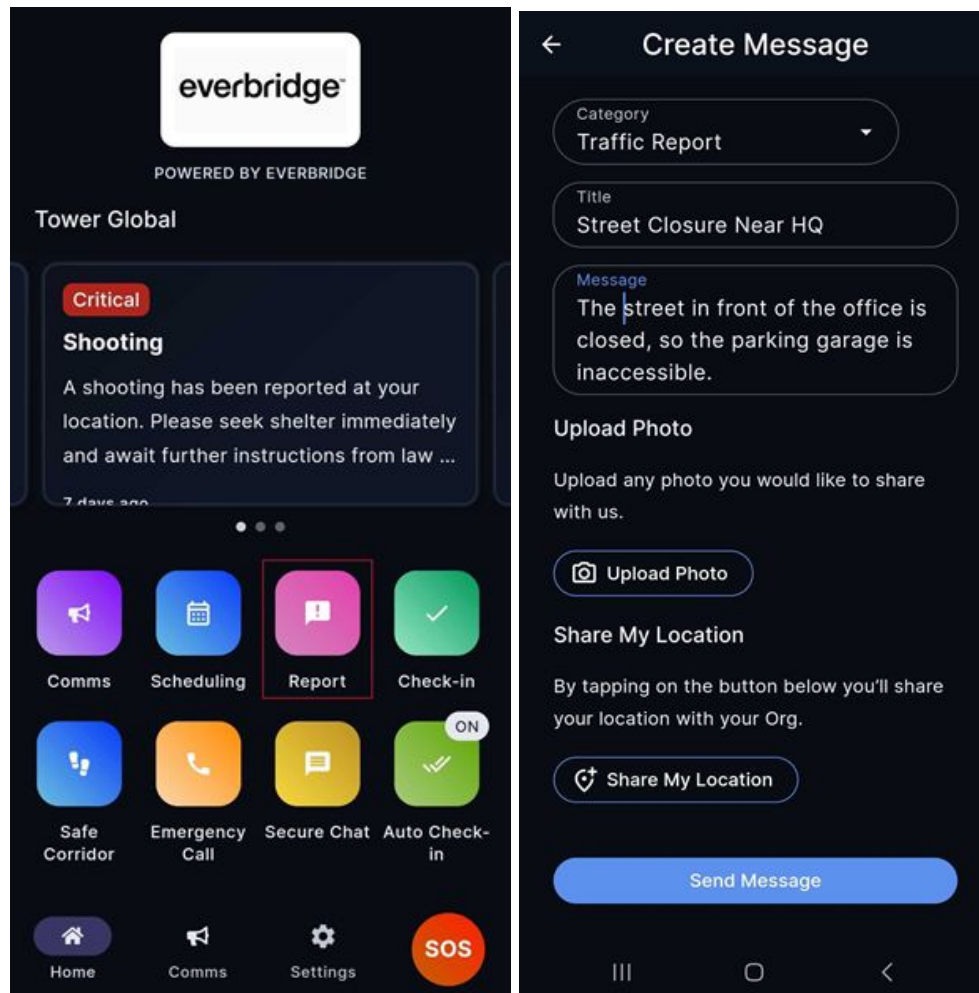 everbridge™
POWERED BY EVERBRIDGE
Tower Global
Critical
Shooting
A shooting has been reported at your
location. Please seek shelter immediately
and await further instructions from law ...
7 days ago
Comms
Scheduling
Report
Check-in
ON
Safe
Corridor
Emergency
Call
Secure Chat
Auto Check-
in
Home
Comms
Settings
SOS
Create Message
Category
Traffic Report
Title
Street Closure Near HQ
Message
The street in front of the office is
closed, so the parking garage is
inaccessible.
Upload Photo
Upload any photo you would like to share
with us.
Upload Photo
Share My Location
By tapping on the button below you'll share
your location with your Org.
Share My Location
Send Message